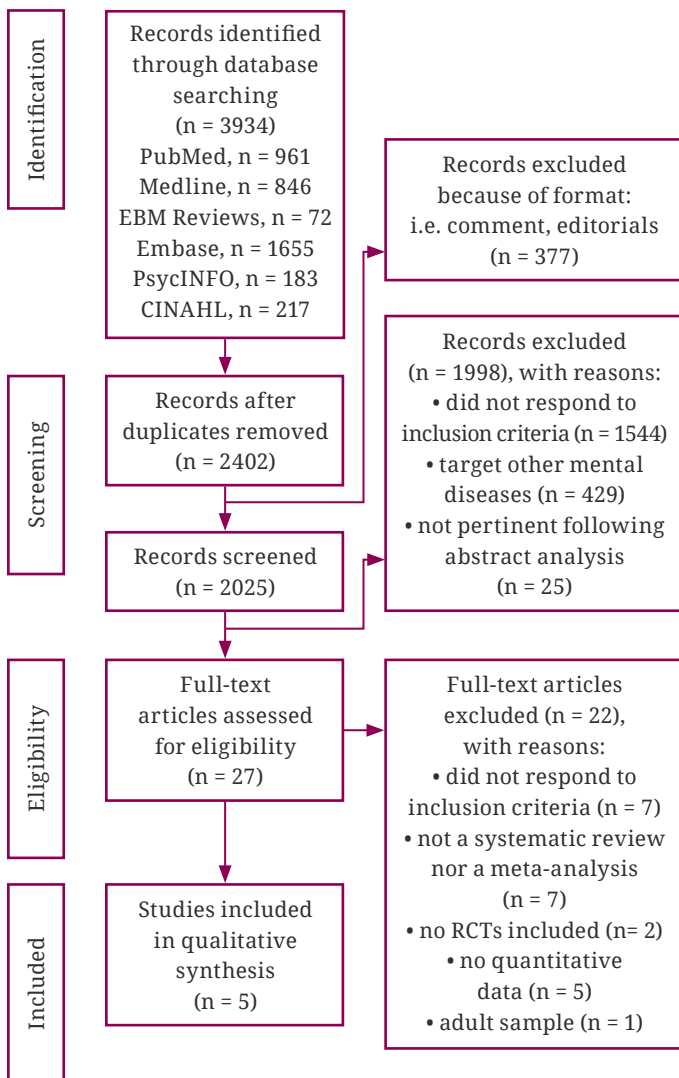 Identification
Records identified
through database
searching
(n = 3934)
PubMed, n = 961
Medline, n = 846
EBM Reviews, n = 72
Embase, n = 1655
PsycINFO, n = 183
CINAHL, n = 217
Records excluded
because of format:
i.e. comment, editorials
(n = 377)
Screening
Records after
duplicates removed
(n = 2402)
Records screened
(n = 2025)
Records excluded
(n = 1998), with reasons:
• did not respond to
inclusion criteria (n = 1544)
• target other mental
diseases (n = 429)
• not pertinent following
abstract analysis
(n = 25)
Eligibility
Full-text
articles assessed
for eligibility
(n = 27)
Full-text articles
excluded (n = 22),
with reasons:
• did not respond to
inclusion criteria (n = 7)
• not a systematic review
nor a meta-analysis
(n = 7)
• no RCTs included (n= 2)
• no quantitative
data (n = 5)
• adult sample (n = 1)
Included
Studies included
in qualitative
synthesis
(n = 5)